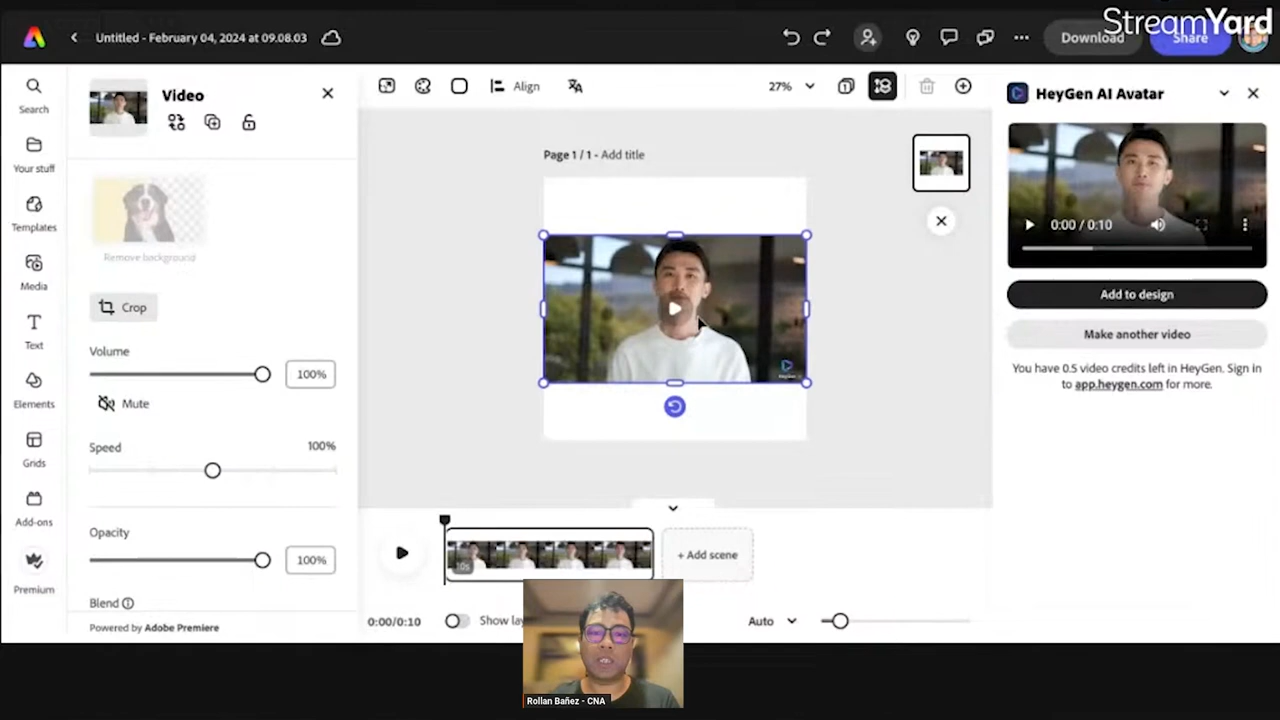 StreamYard
Untitled - February 04, 2024 at 09.08.03
Download
Share
Search
Your stuff
Templates
Media
Text
Elements
Grids
Add-ons
Premium
Video
Remove background
Crop
Volume
100%
Mute
Speed
100%
Opacity
100%
Blend
Powered by Adobe Premiere
Align
27%
Page 1 / 1 - Add title
HeyGen
10s
+ Add scene
0:00/0:10
Show lay
Auto
HeyGen AI Avatar
0:00 / 0:10
Add to design
Make another video
You have 0.5 video credits left in HeyGen. Sign in
to app.heygen.com for more.
Rollan Bañez - CNA